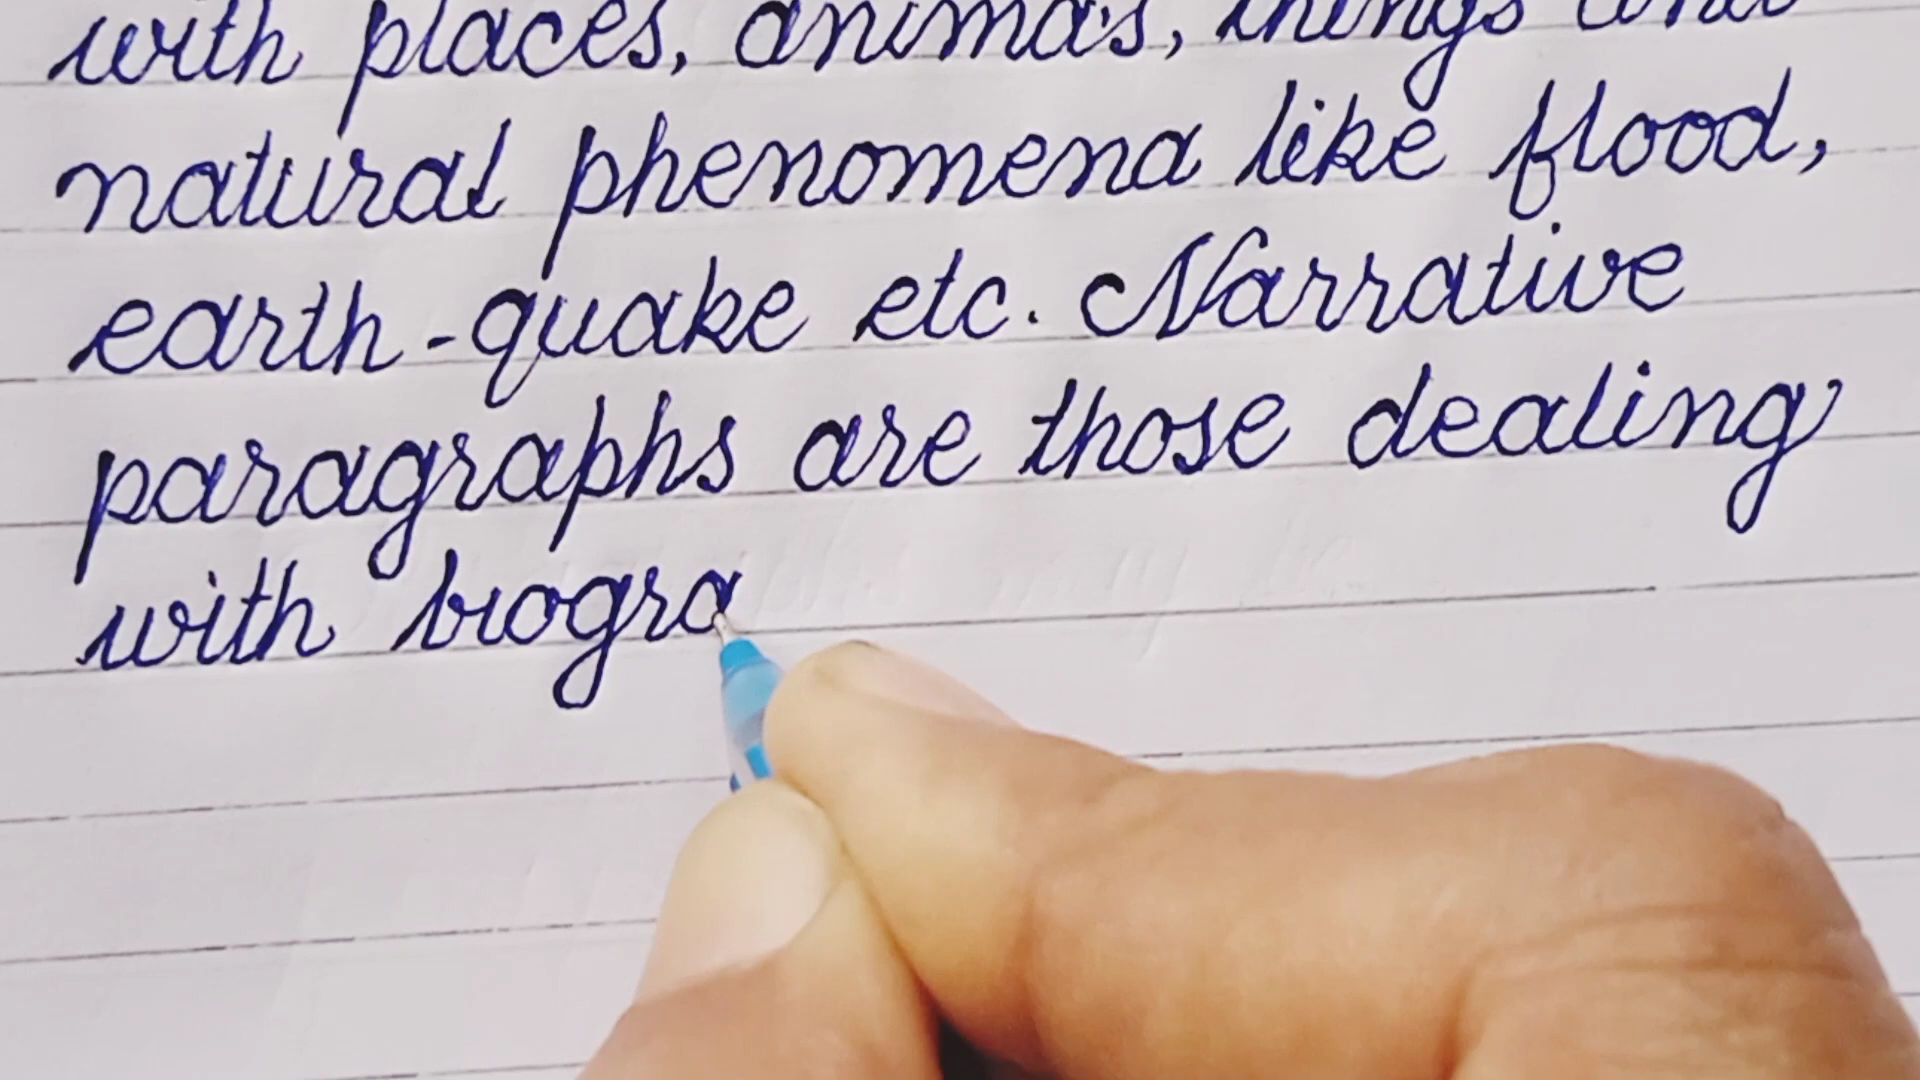 with places, animals, things and
natural phenomena like flood,
earth-quake etc. Narrative
paragraphs are those dealing
with biogra